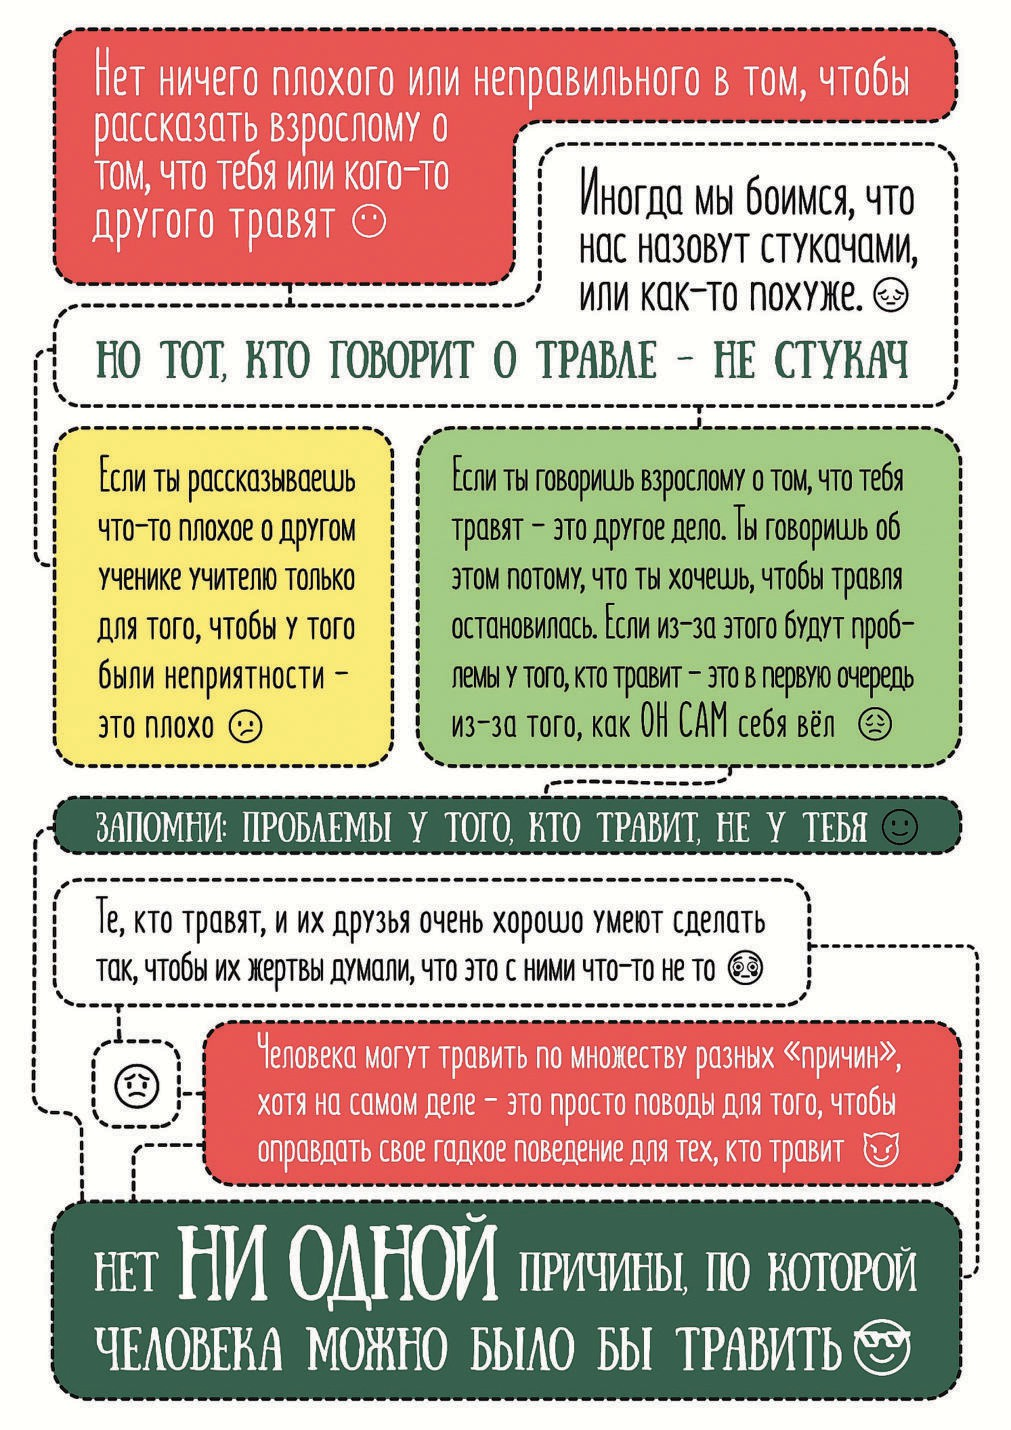 Нет ничего плохого или неправильного в том, чтобы
рассказать взрослому о
том, что тебя или кого-то
другого травят
Иногда мы боимся, что
нас назовут стукачами,
или как-то похуже.
НО ТОТ, КТО ГОВОРИТ О ТРАВЛЕ - НЕ СТУКАЧ
Если ты рассказываешь
что-то плохое о другом
ученике учителю только
для того, чтобы у того
были неприятности -
это плохо
Если ты говоришь взрослому о том, что тебя
травят - это другое дело. Ты говоришь об
этом потому, что ты хочешь, чтобы травля
остановилась. Если из-за этого будут проб-
лемы у того, кто травит - это в первую очередь
из-за того, как ОН САМ себя вёл
ЗАПОМНИ: ПРОБЛЕМЫ У ТОГО, КТО ТРАВИТ, НЕ У ТЕБЯ
Те, кто травят, и их друзья очень хорошо умеют сделать
так, чтобы их жертвы думали, что это с ними что-то не то
Человека могут травить по множеству разных «причин»,
хотя на самом деле - это просто поводы для того, чтобы
оправдать свое гадкое поведение для тех, кто травит
НЕТ НИ ОДНОЙ ПРИЧИНЫ, ПО КОТОРОЙ
ЧЕЛОВЕКА МОЖНО БЫЛО БЫ ТРАВИТЬ